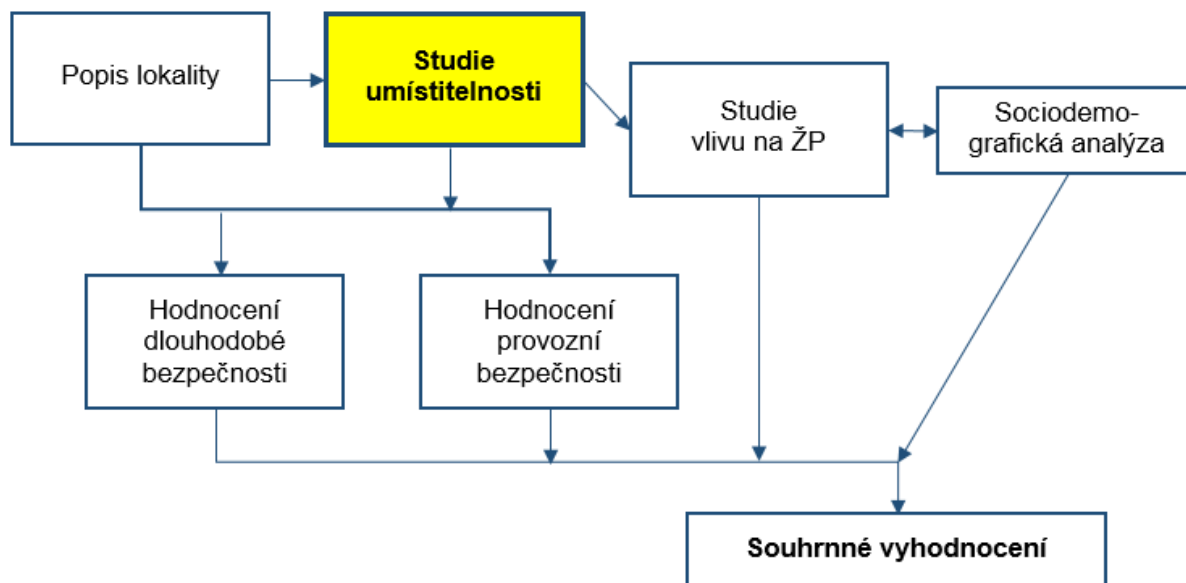 Popis lokality
Studie
umístitelnosti
Studie
vlivu na ŽP
Sociodemo-
grafická analýza
Hodnocení
dlouhodobé
bezpečnosti
Hodnocení
provozní
bezpečnosti
Souhrnné vyhodnocení